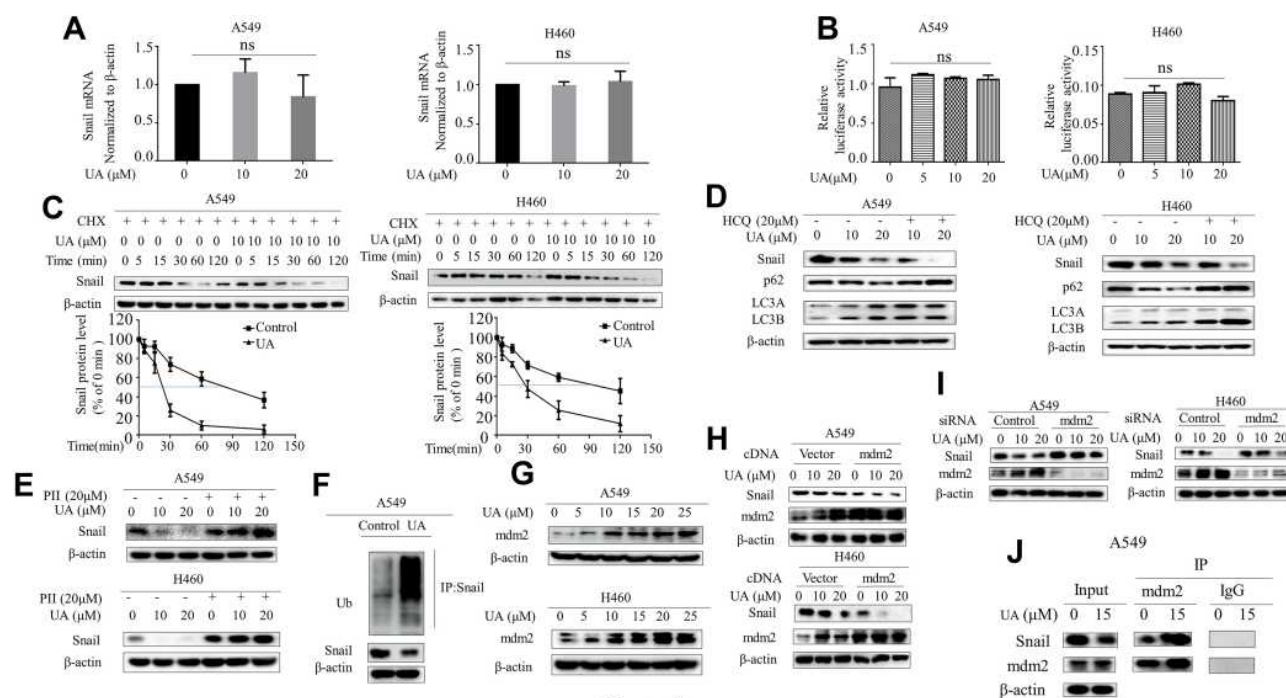 A
A549
ns
Snail mRNA
Normalized to β-actin
1.5
1.0
0.5
0.0
UA (μM) 0 10 20
H460
ns
Snail mRNA
Normalized to β-actin
1.5
1.0
0.5
0.0
UA (μM) 0 10 20
B
A549
ns
Relative
luciferase activity
1.5
1.0
0.5
0.0
UA(μM) 0 5 10 20
H460
ns
Relative
luciferase activity
0.15
0.10
0.05
0.00
UA(μM) 0 5 10 20
C
A549
CHX + + + + + + + + + + + +
UA (μM) 0 0 0 0 0 0 10 10 10 10 10 10
Time (min) 0 5 15 30 60 120 0 5 15 30 60 120
Snail
β-actin
Snail protein level
(% of 0 min )
120
100
80
60
40
20
0
Control
UA
Time(min) 0 30 60 90 120 150
H460
CHX + + + + + + + + + + + +
UA (μM) 0 0 0 0 0 0 10 10 10 10 10 10
Time (min) 0 5 15 30 60 120 0 5 15 30 60 120
Snail
β-actin
Snail protein level
(% of 0 min )
120
100
80
60
40
20
0
Control
UA
Time(min) 0 30 60 90 120 150
D
A549
HCQ (20μM) - - - + +
UA (μM) 0 10 20 10 20
Snail
p62
LC3A
LC3B
β-actin
H460
HCQ (20μM) - - - + +
UA (μM) 0 10 20 10 20
Snail
p62
LC3A
LC3B
β-actin
E
A549
PII (20μM) - - - + + +
UA (μM) 0 10 20 0 10 20
Snail
β-actin
H460
PII (20μM) - - - + + +
UA (μM) 0 10 20 0 10 20
Snail
β-actin
F
A549
Control UA
Ub
IP:Snail
Snail
β-actin
G
A549
UA (μM) 0 5 10 15 20 25
mdm2
β-actin
H460
UA (μM) 0 5 10 15 20 25
mdm2
β-actin
H
A549
cDNA Vector mdm2
UA (μM) 0 10 20 0 10 20
Snail
mdm2
β-actin
H460
cDNA Vector mdm2
UA (μM) 0 10 20 0 10 20
Snail
mdm2
β-actin
I
A549
siRNA Control mdm2
UA (μM) 0 10 20 0 10 20
Snail
mdm2
β-actin
H460
siRNA Control mdm2
UA (μM) 0 10 20 0 10 20
Snail
mdm2
β-actin
J
A549
IP
Input mdm2 IgG
UA (μM) 0 15 0 15 0 15
Snail
mdm2
β-actin